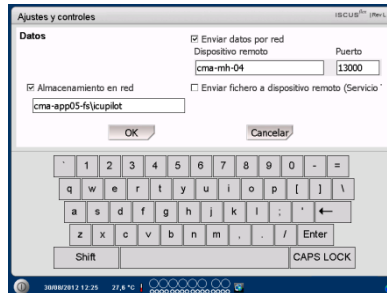 Ajustes y controles
ISCUS flex
Datos
Enviar datos por red
Dispositivo remoto Puerto
cma-mh-04 13000
Almacenamiento en red
Enviar fichero a dispositivo remoto (Servicio
cma-app05-fs\icupilot
OK Cancelar
` 1 2 3 4 5 6 7 8 9 0 - =
q w e r t y u i o p [ ] \
a s d f g h j k l ; ' ←
z x c v b n m , . / Enter
Shift CAPS LOCK
30/08/2012 12:25 27,6 °C !